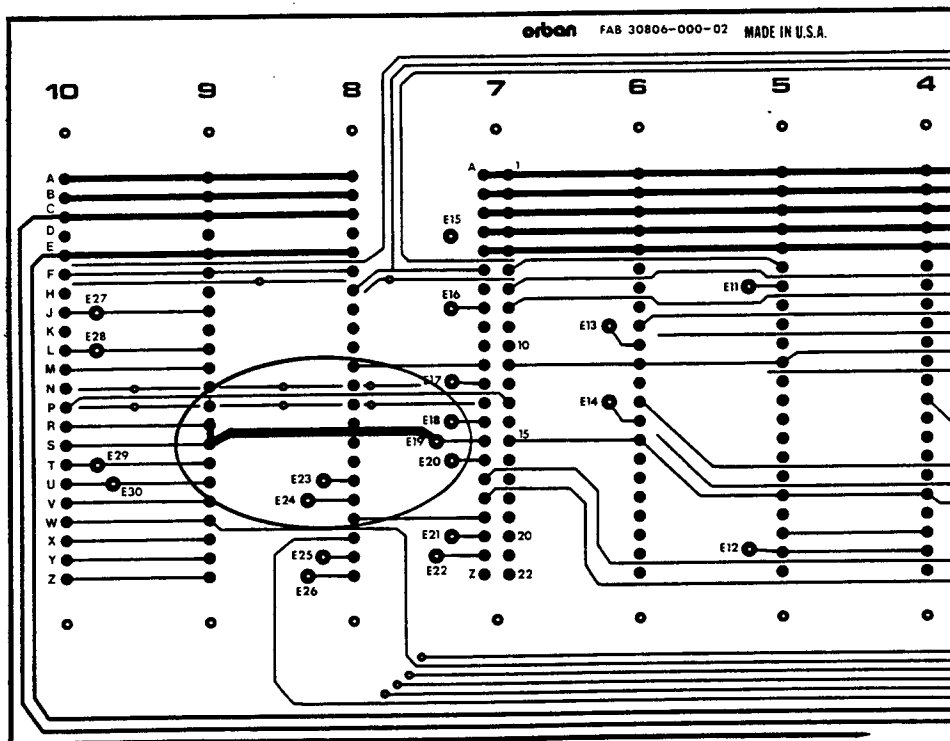 orban FAB 30806-000-02 MADE IN U.S.A.
10 9 8 7 6 5 4
A A 1
B
C
D E15
E
F
H E11
E27 E16
J
E13
K
E28
L 10
M
N E17
P E14
R E18
S E19 15
T E29 E20
U E30 E23
V E24
W
X E21 20
Y E25 E22 E12
Z E26 Z 22